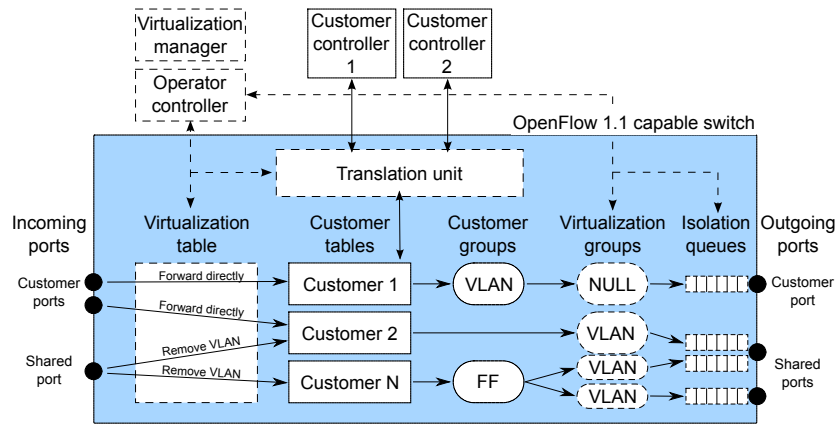 Virtualization
manager
Operator
controller
Customer
controller
1
Customer
controller
2
OpenFlow 1.1 capable switch
Translation unit
Incoming
ports
Virtualization
table
Customer
tables
Customer
groups
Virtualization
groups
Isolation
queues
Outgoing
ports
Customer
ports
Forward directly
Customer 1
VLAN
NULL
Customer
port
Forward directly
Customer 2
VLAN
Shared
port
Remove VLAN
Remove VLAN
Customer N
FF
VLAN
VLAN
Shared
ports